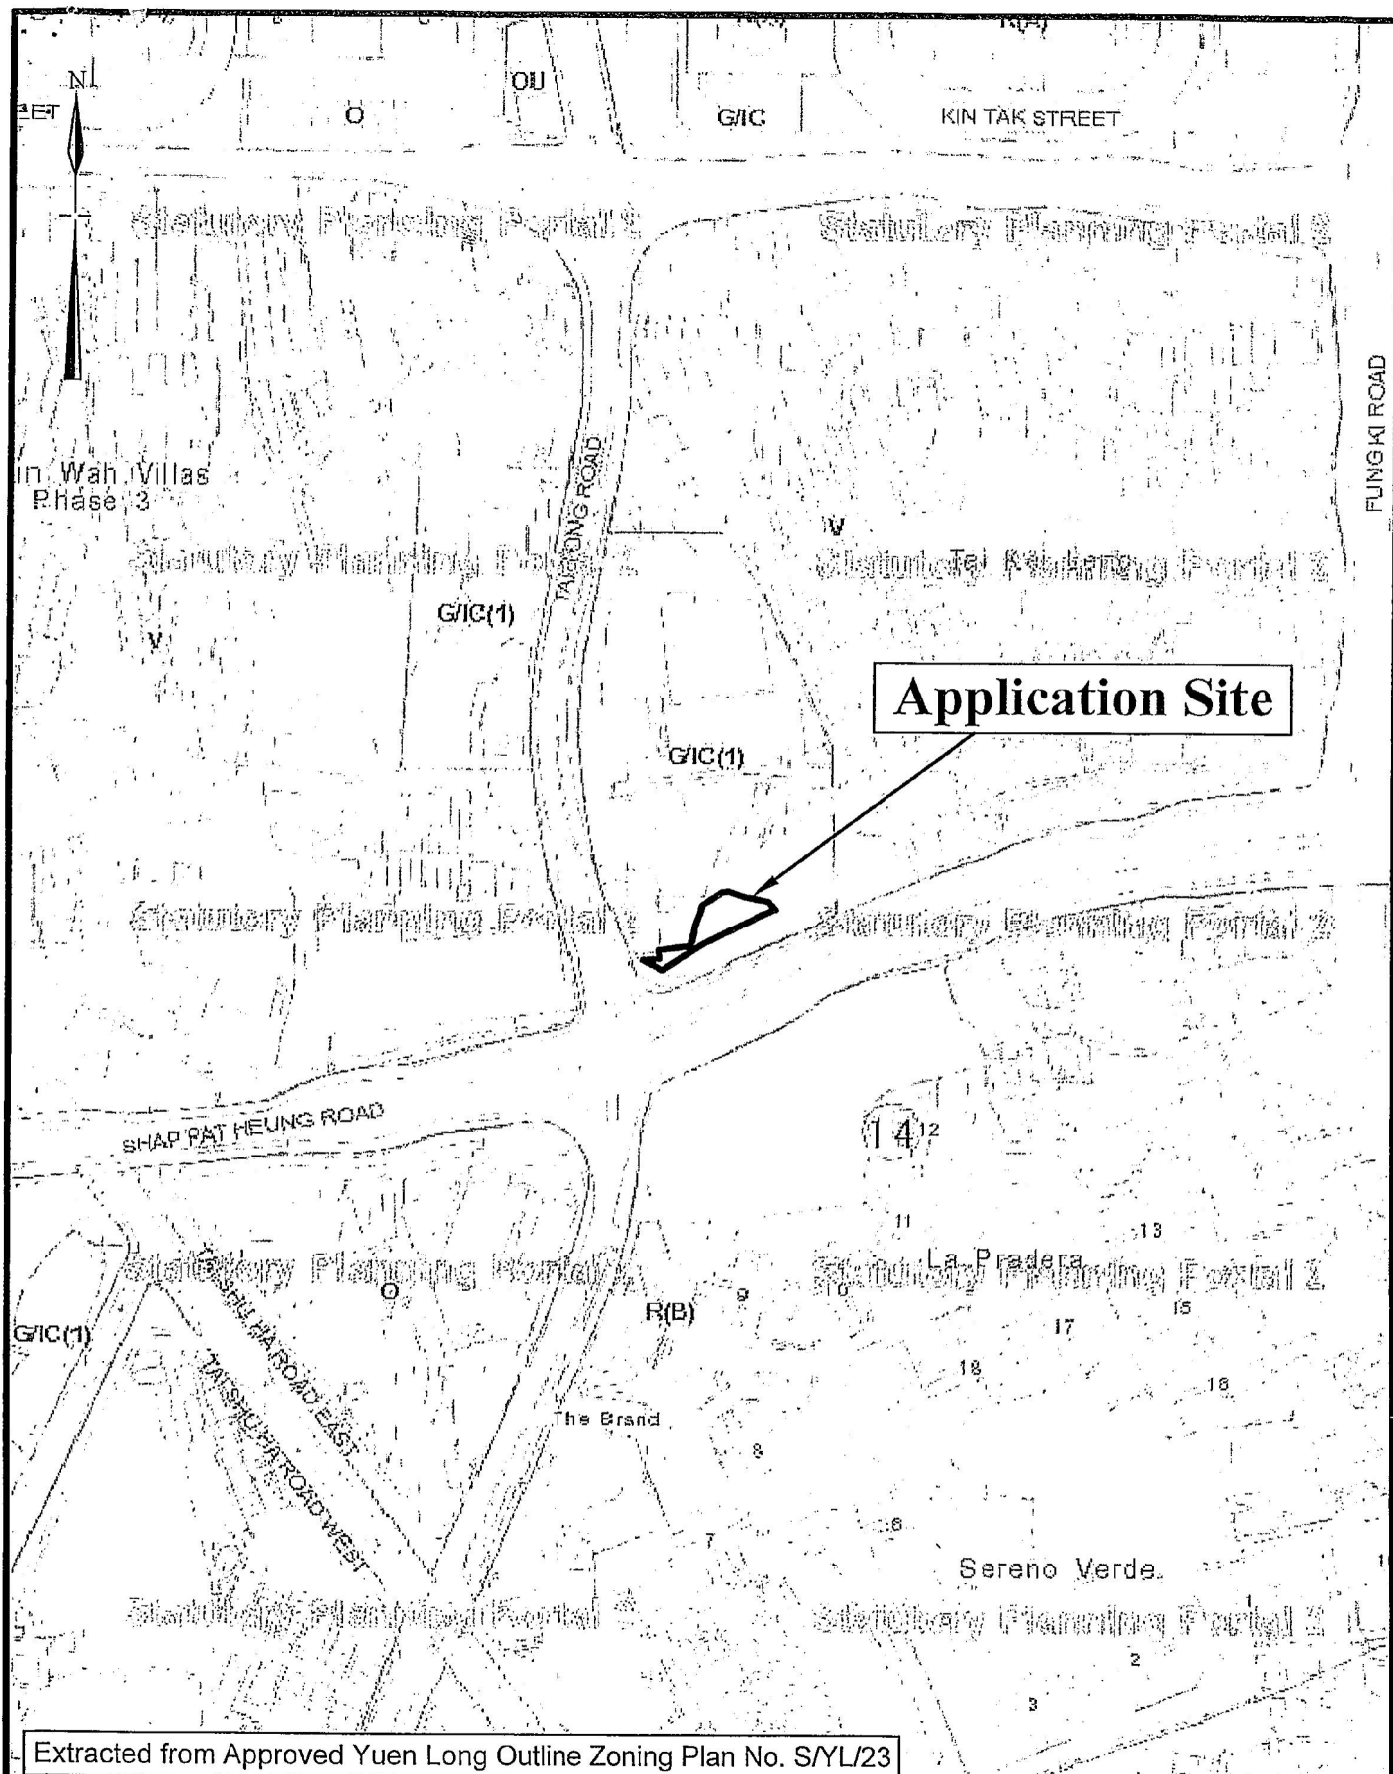 N
O
OU
G/IC
KIN TAK STREET
Statutory Planning Portal 2
Statutory Planning Portal 2
FUNG KI ROAD
Wah Villas
Phase 3
TAI TONG ROAD
V
Statutory Planning Portal 2
Statutory Planning Portal 2
G/IC(1)
V
Application Site
G/IC(1)
Statutory Planning Portal 2
Statutory Planning Portal 2
SHAP PAT HEUNG ROAD
14
12
11
13
Statutory Planning Portal 2
La Pradera
Statutory Planning Portal 2
O
9
R(B)
15
G/IC(1)
17
TAI SHU HA ROAD WEST
SHU HA ROAD EAST
18
16
The Brand
8
7
6
Sereno Verde
Statutory Planning Portal 2
Statutory Planning Portal 2
1
2
3
Extracted from Approved Yuen Long Outline Zoning Plan No. S/YL/23